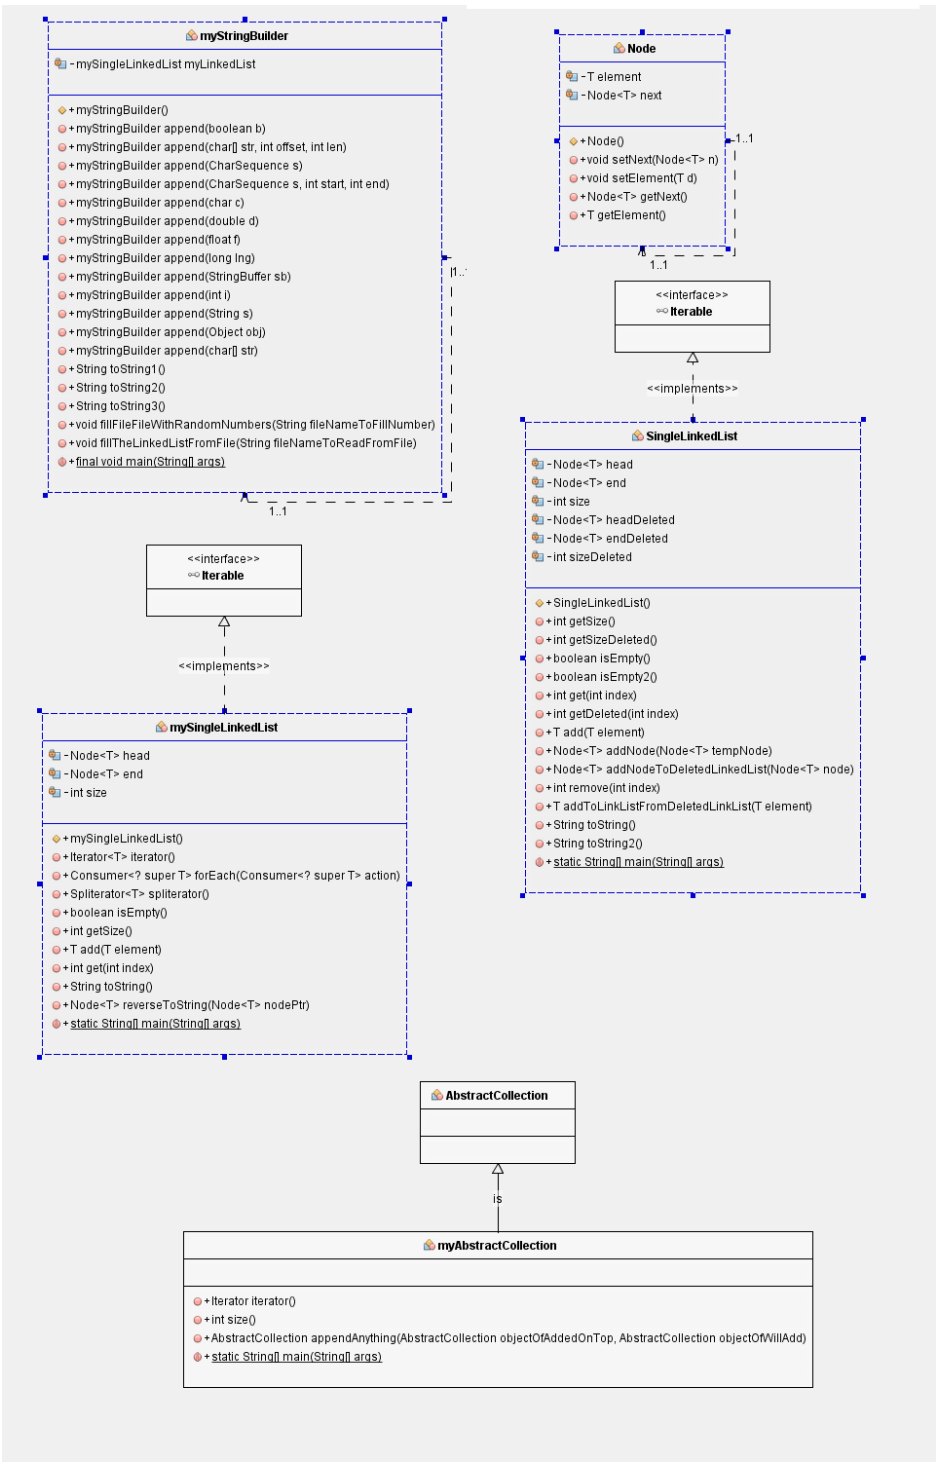 myStringBuilder
-mySingleLinkedList myLinkedList
+myStringBuilder()
+myStringBuilder append(boolean b)
+myStringBuilder append(char[] str, int offset, int len)
+myStringBuilder append(CharSequence s)
+myStringBuilder append(CharSequence s, int start, int end)
+myStringBuilder append(char c)
+myStringBuilder append(double d)
+myStringBuilder append(float f)
+myStringBuilder append(long lng)
+myStringBuilder append(StringBuffer sb)
+myStringBuilder append(int i)
+myStringBuilder append(String s)
+myStringBuilder append(Object obj)
+myStringBuilder append(char[] str)
+String toString1()
+String toString2()
+String toString3()
+void fillFileFileWithRandomNumbers(String fileNameToFillNumber)
+void fillTheLinkedListFromFile(String fileNameToReadFromFile)
+final void main(String[] args)
1..
1..1
Node
-T element
-Node<T> next
+Node()
+void setNext(Node<T> n)
+void setElement(T d)
+Node<T> getNext()
+T getElement()
1..1
1..1
<<interface>>
Iterable
<<implements>>
SingleLinkedList
-Node<T> head
-Node<T> end
-int size
-Node<T> headDeleted
-Node<T> endDeleted
-int sizeDeleted
+SingleLinkedList()
+int getSize()
+int getSizeDeleted()
+boolean isEmpty()
+boolean isEmpty2()
+int get(int index)
+int getDeleted(int index)
+T add(T element)
+Node<T> addNode(Node<T> tempNode)
+Node<T> addNodeToDeletedLinkedList(Node<T> node)
+int remove(int index)
+T addToLinkListFromDeletedLinkList(T element)
+String toString()
+String toString2()
+static String[] main(String[] args)
<<interface>>
Iterable
<<implements>>
mySingleLinkedList
-Node<T> head
-Node<T> end
-int size
+mySingleLinkedList()
+Iterator<T> iterator()
+Consumer<? super T> forEach(Consumer<? super T> action)
+Spliterator<T> spliterator()
+boolean isEmpty()
+int getSize()
+T add(T element)
+int get(int index)
+String toString()
+Node<T> reverseToString(Node<T> nodePtr)
+static String[] main(String[] args)
AbstractCollection
is
myAbstractCollection
+Iterator iterator()
+int size()
+AbstractCollection appendAnything(AbstractCollection objectOfAddedOnTop, AbstractCollection objectOfWillAdd)
+static String[] main(String[] args)